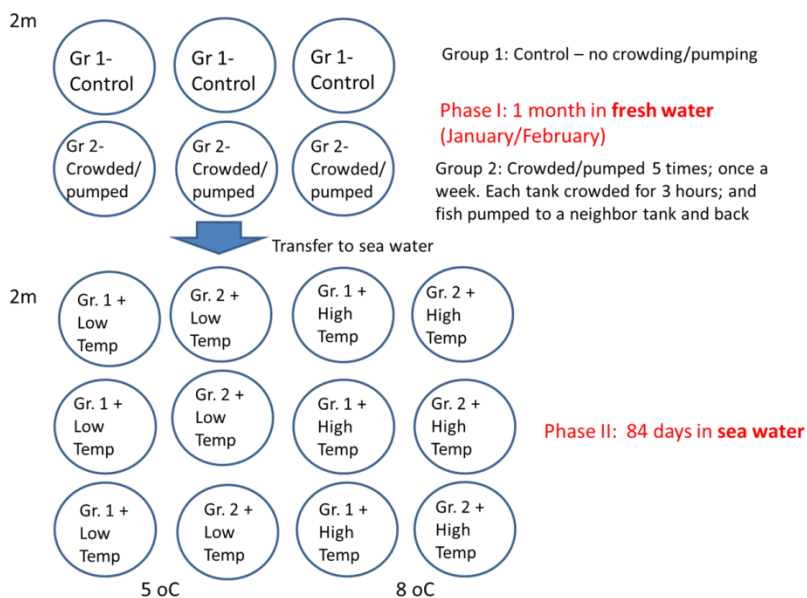 2m
Gr 1-
Control
Gr 1-
Control
Gr 1-
Control
Group 1: Control – no crowding/pumping
Phase I: 1 month in fresh water
(January/February)
Gr 2-
Crowded/
pumped
Gr 2-
Crowded/
pumped
Gr 2-
Crowded/
pumped
Group 2: Crowded/pumped 5 times; once a
week. Each tank crowded for 3 hours; and
fish pumped to a neighbor tank and back
Transfer to sea water
2m
Gr. 1 +
Low
Temp
Gr. 2 +
Low
Temp
Gr. 1 +
High
Temp
Gr. 2 +
High
Temp
Gr. 1 +
Low
Temp
Gr. 2 +
Low
Temp
Gr. 1 +
High
Temp
Gr. 2 +
High
Temp
Phase II: 84 days in sea water
Gr. 1 +
Low
Temp
Gr. 2 +
Low
Temp
Gr. 1 +
High
Temp
Gr. 2 +
High
Temp
5 oC
8 oC